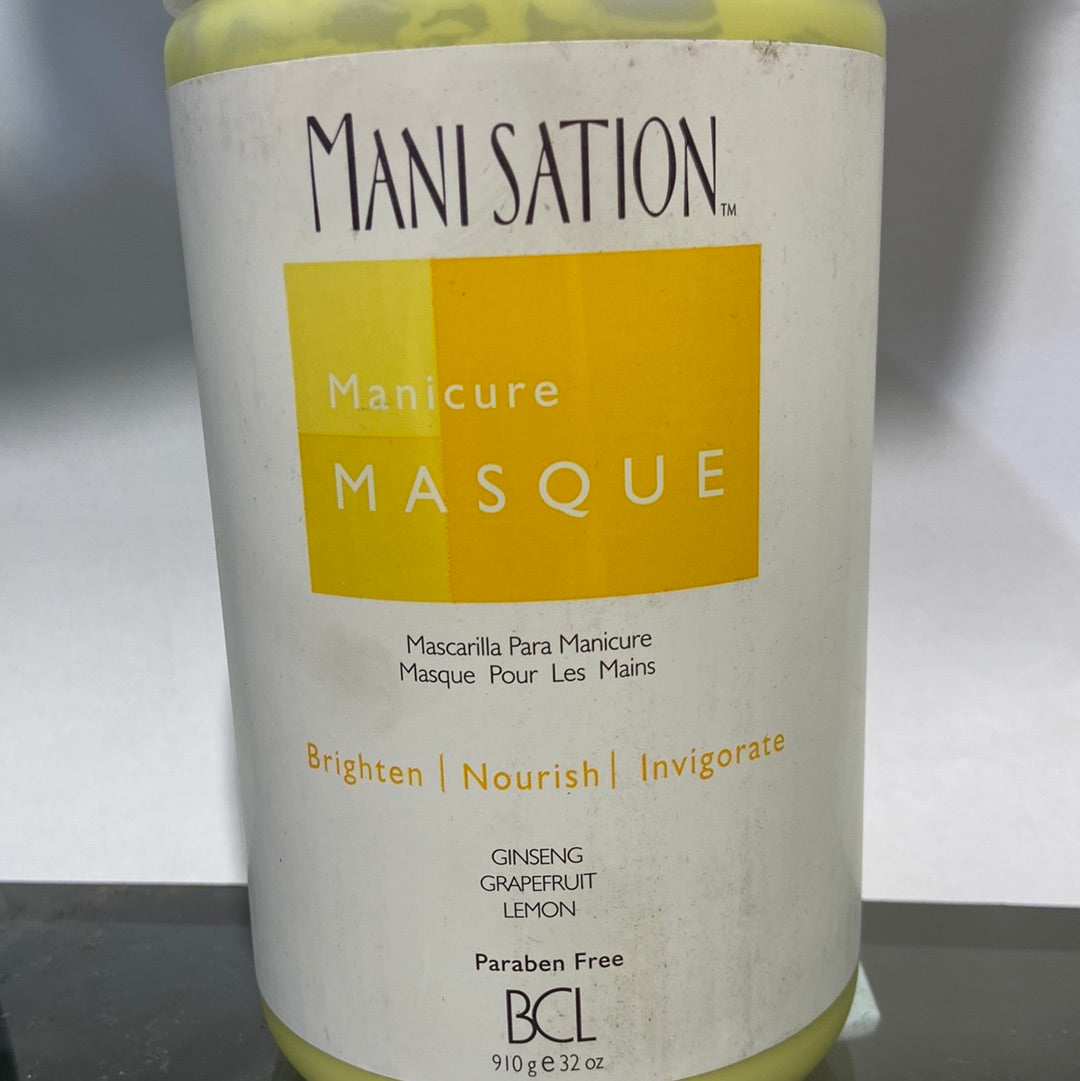 MANI SATION™
Manicure
MASQUE
Mascarilla Para Manicure
Masque Pour Les Mains
Brighten | Nourish | Invigorate
GINSENG
GRAPEFRUIT
LEMON
Paraben Free
BCL
910 g e 32 oz